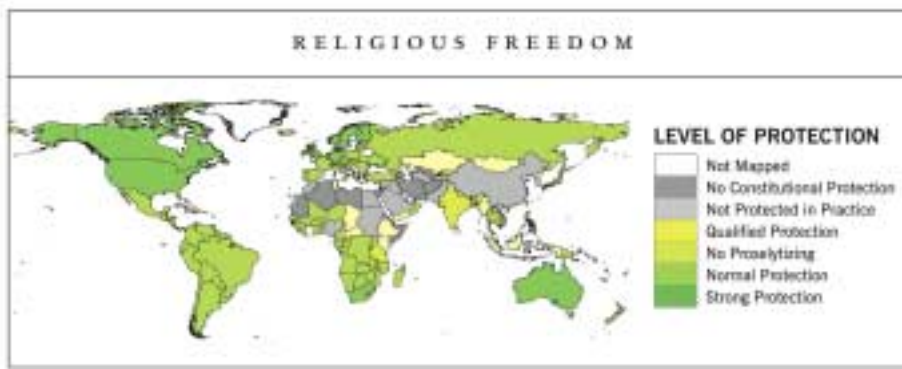 RELIGIOUS FREEDOM
LEVEL OF PROTECTION
Not Mapped
No Constitutional Protection
Not Protected in Practice
Qualified Protection
No Proselytizing
Normal Protection
Strong Protection